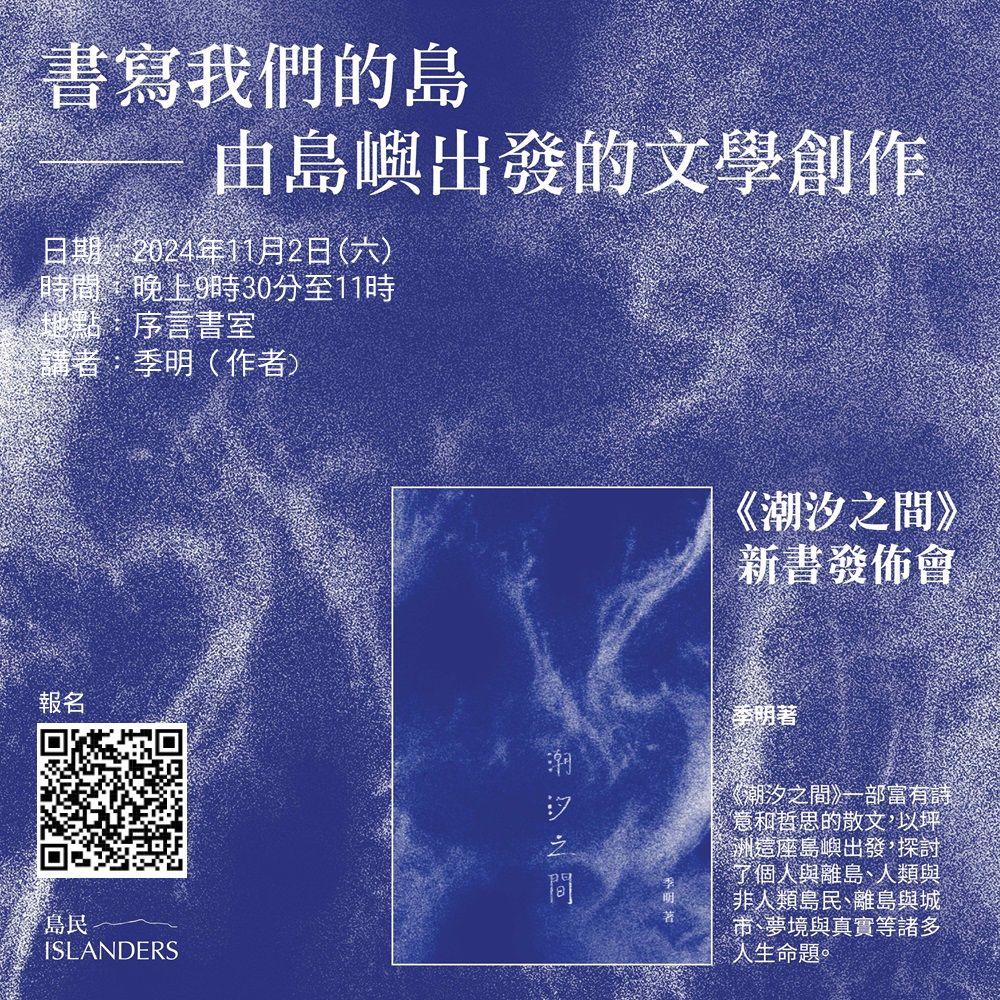 書寫我們的島
——由島嶼出發的文學創作
日期：2024年11月2日(六)
時間：晚上9時30分至11時
地點：序言書室
講者：季明（作者）
《潮汐之間》
新書發佈會
潮汐之間
季明 著
季明著
《潮汐之間》一部富有詩
意和哲思的散文，以坪
洲這座島嶼出發，探討
了個人與離島、人類與
非人類島民、離島與城
市、夢境與真實等諸多
人生命題。
報名
島民
ISLANDERS